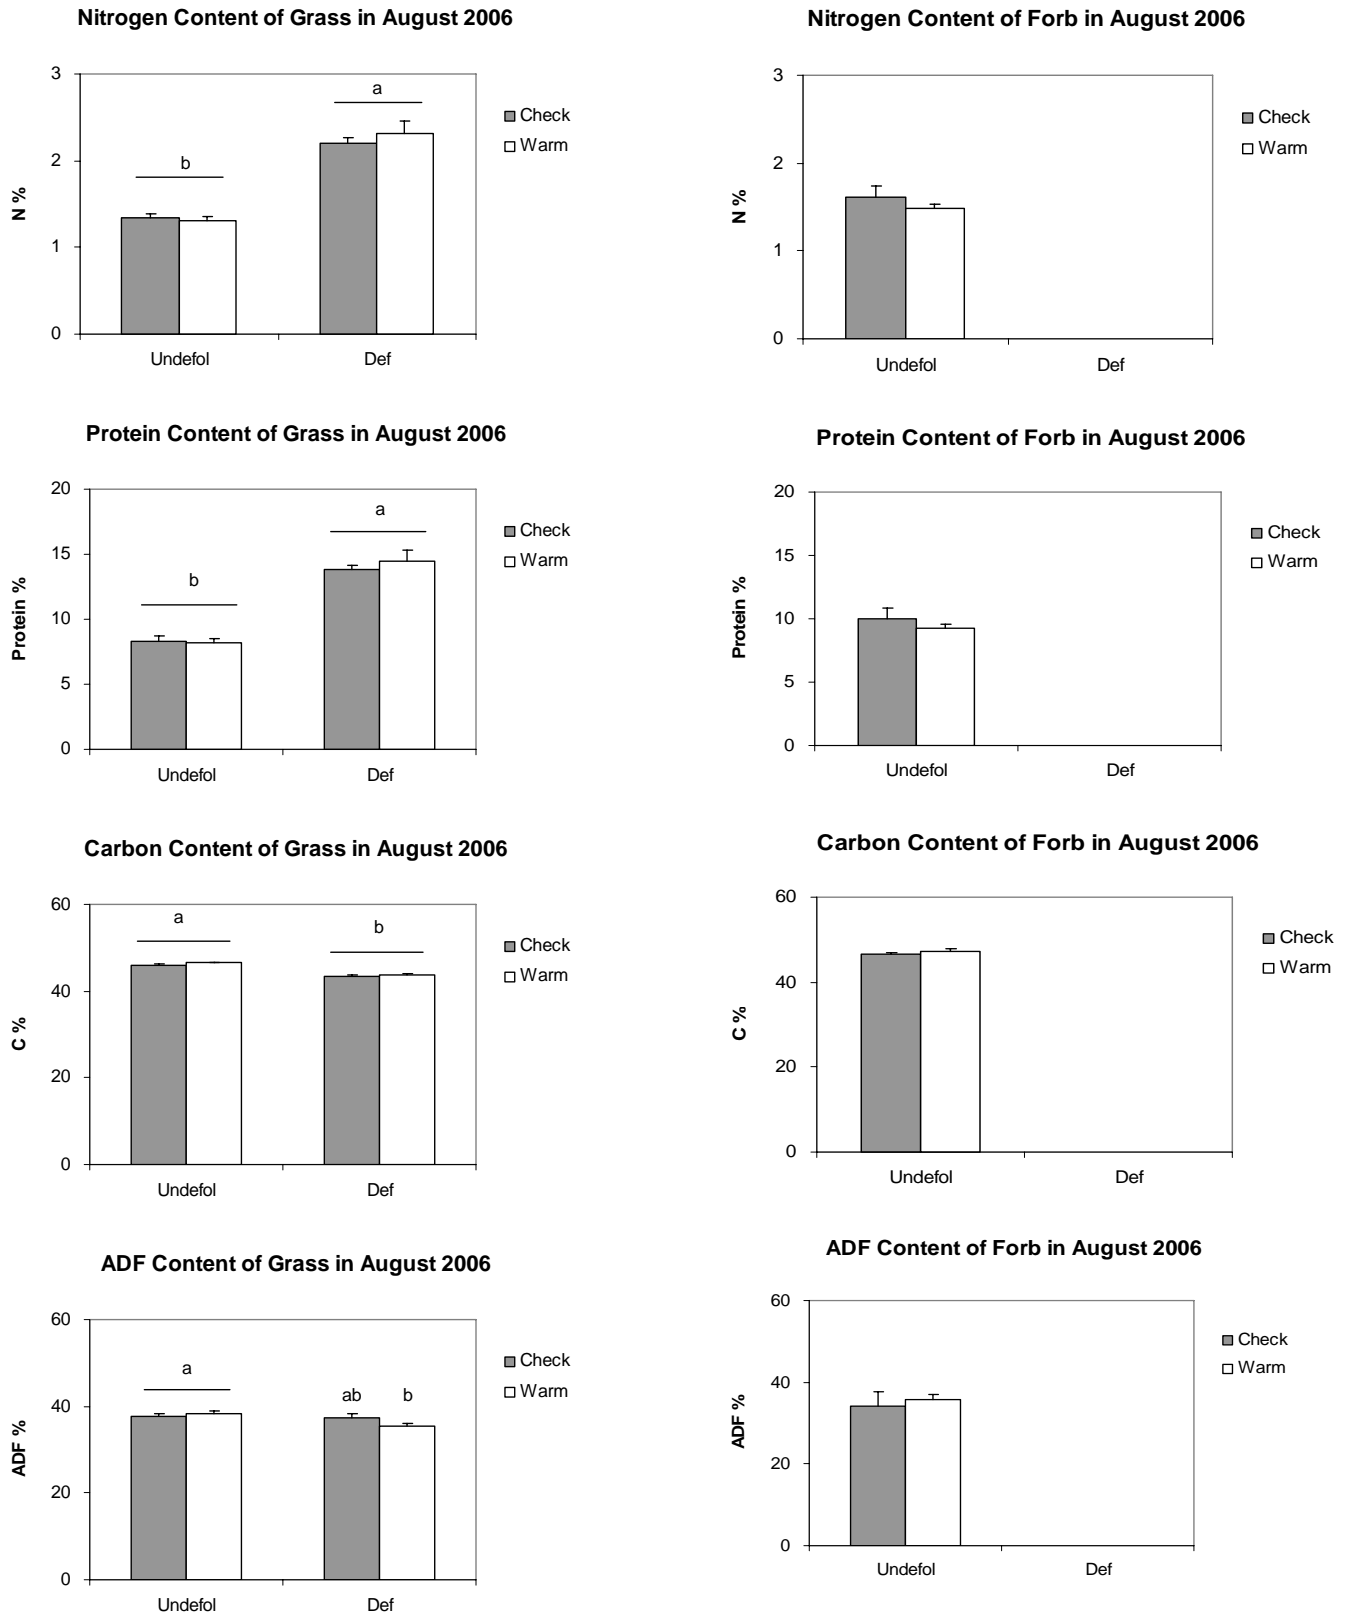 Nitrogen Content of Grass in August 2006
3
2
1
0
N %
b
a
Undefol
Def
Check
Warm
Nitrogen Content of Forb in August 2006
3
2
1
0
N %
Undefol
Def
Check
Warm
Protein Content of Grass in August 2006
20
15
10
5
0
Protein %
b
a
Undefol
Def
Check
Warm
Protein Content of Forb in August 2006
20
15
10
5
0
Protein %
Undefol
Def
Check
Warm
Carbon Content of Grass in August 2006
60
40
20
0
C %
a
b
Undefol
Def
Check
Warm
Carbon Content of Forb in August 2006
60
40
20
0
C %
Undefol
Def
Check
Warm
ADF Content of Grass in August 2006
60
40
20
0
ADF %
a
ab
b
Undefol
Def
Check
Warm
ADF Content of Forb in August 2006
60
40
20
0
ADF %
Undefol
Def
Check
Warm